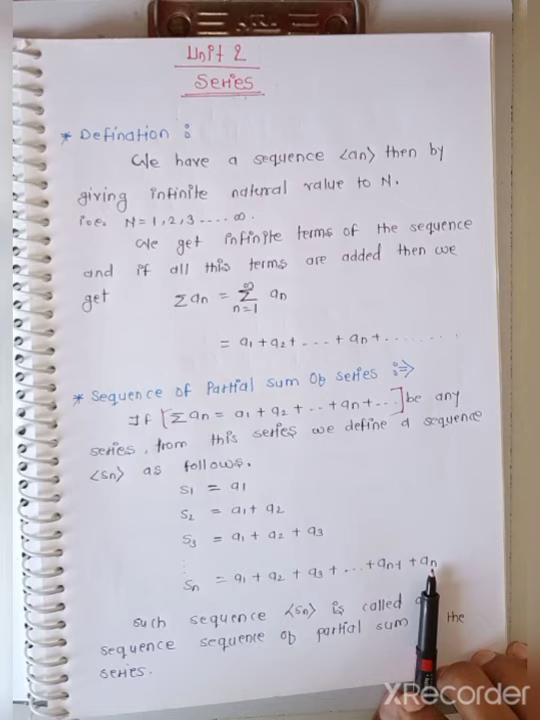 Unit 2
Series
* Defination :
We have a sequence <an> then by
giving infinite natural value to N.
i.e. N = 1, 2, 3 ..... ∞.
We get infinite terms of the sequence
and if all this terms are added then we
get Σan = ∞Σn=1 an
= a1 + a2 + ... + an + ........
* Sequence of Partial sum Of series :=>
If [Σan = a1 + a2 + .. + an + ...] be any
series, from this series we define a sequence
<Sn> as follows.
S1 = a1
S2 = a1 + a2
S3 = a1 + a2 + a3
⋮
Sn = a1 + a2 + a3 + ... + an-1 + an
Such sequence <Sn> is called
sequence sequence of partial sum the
series.
XRecorder